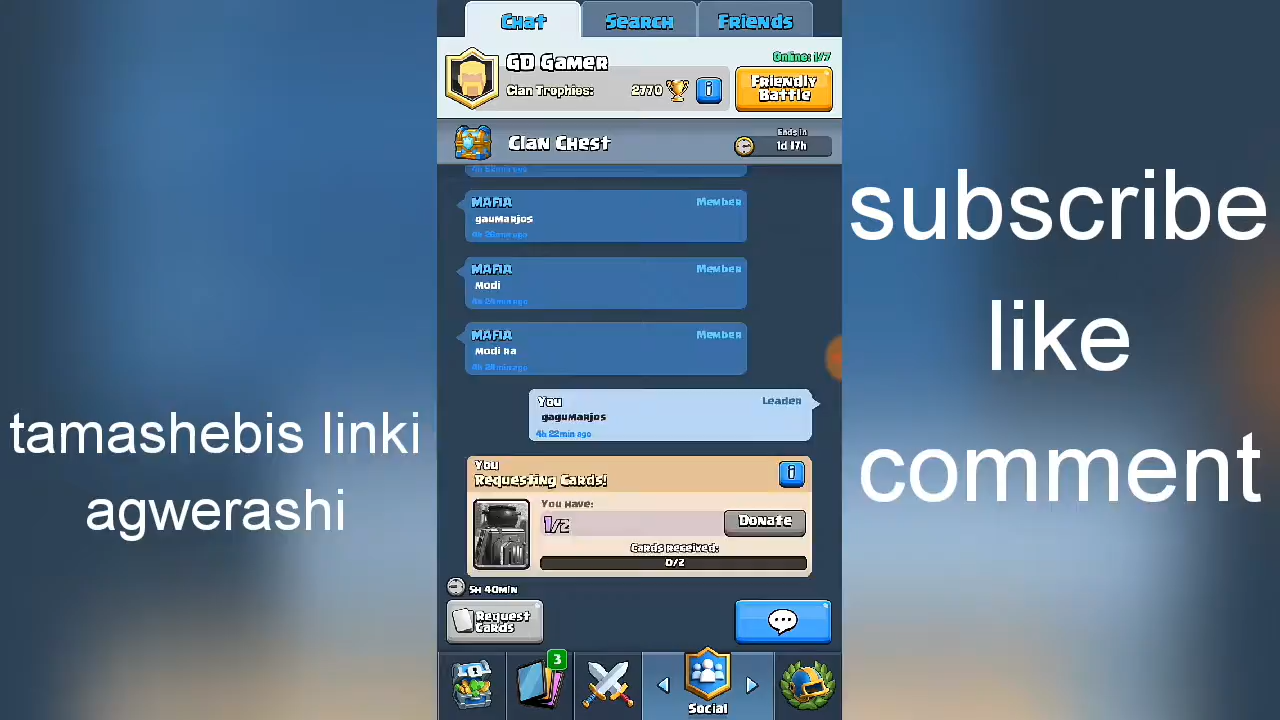 Chat
Search
Friends
GD Gamer
Online: 1/7
Clan Trophies: 2770
i
Friendly Battle
Clan Chest
Ends in
1d 17h
MAFIA Member
gaumarjos
MAFIA Member
Modi
MAFIA Member
Modi ra
You Leader
gagumarjos
4h 22min ago
You
Requesting Cards!
i
You have:
1/2
Donate
Cards received:
0/2
5h 40min
Request
Cards
3
Social
tamashebis linki
agwerashi
subscribe
like
comment